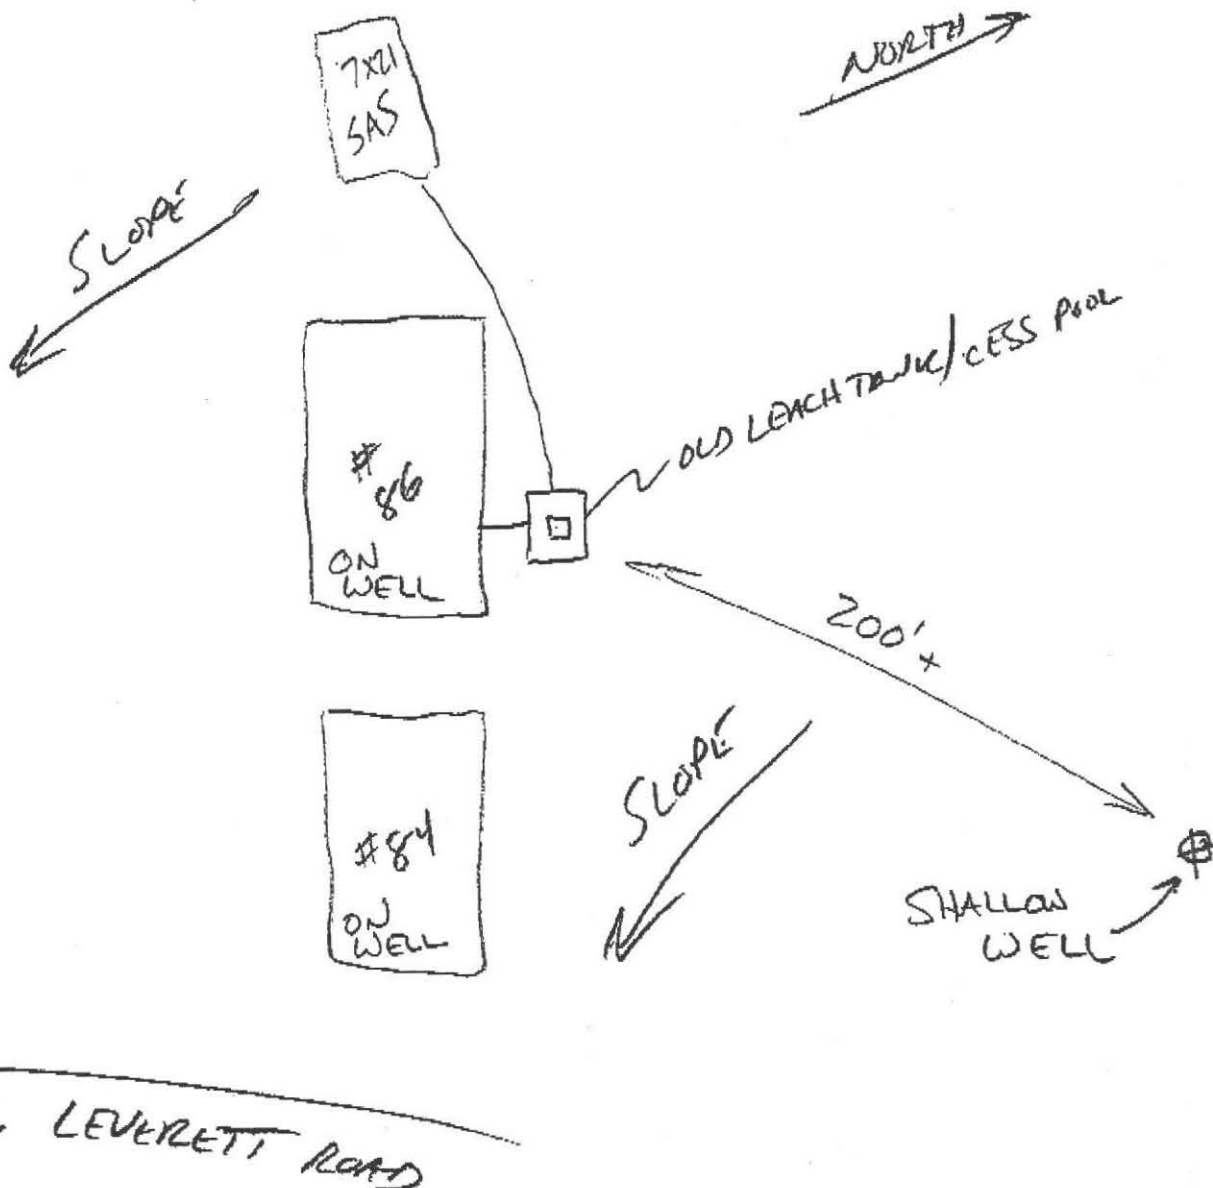 7x21
SAS
NORTH
SLOPE
OLD LEACH TANK/CESS POOL
#
86
ON
WELL
200'+
SLOPE
#84
ON
WELL
SHALLOW
WELL
LEVERETT ROAD